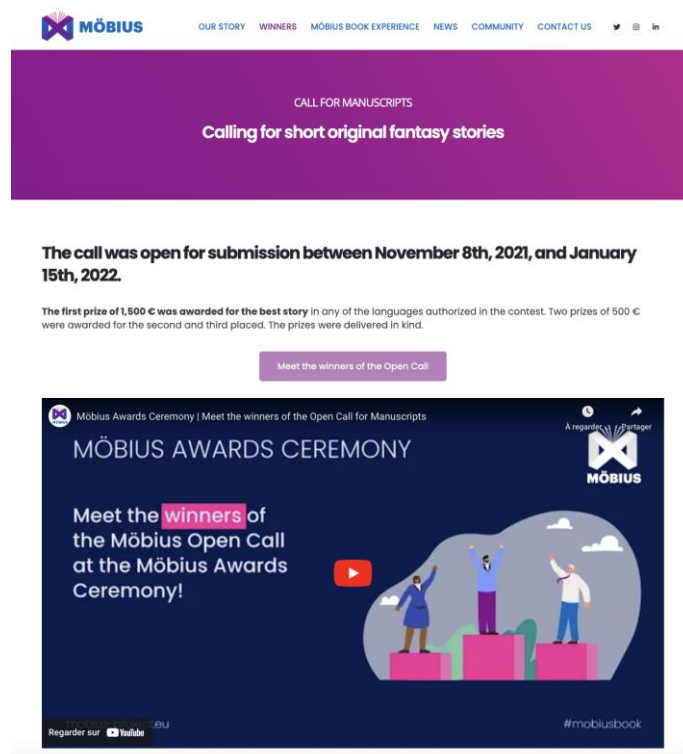 MÖBIUS
OUR STORY WINNERS MÖBIUS BOOK EXPERIENCE NEWS COMMUNITY CONTACT US
CALL FOR MANUSCRIPTS
Calling for short original fantasy stories
The call was open for submission between November 8th, 2021, and January
15th, 2022.
The first prize of 1,500 € was awarded for the best story in any of the languages authorized in the contest. Two prizes of 500 €
were awarded for the second and third placed. The prizes were delivered in kind.
Meet the winners of the Open Call
MÖBIUS
Möbius Awards Ceremony | Meet the winners of the Open Call for Manuscripts
À regarder Partager
MÖBIUS AWARDS CEREMONY
MÖBIUS
Meet the winners of
the Möbius Open Call
at the Möbius Awards
Ceremony!
mobius-project.eu
#mobiusbook
Regarder sur YouTube